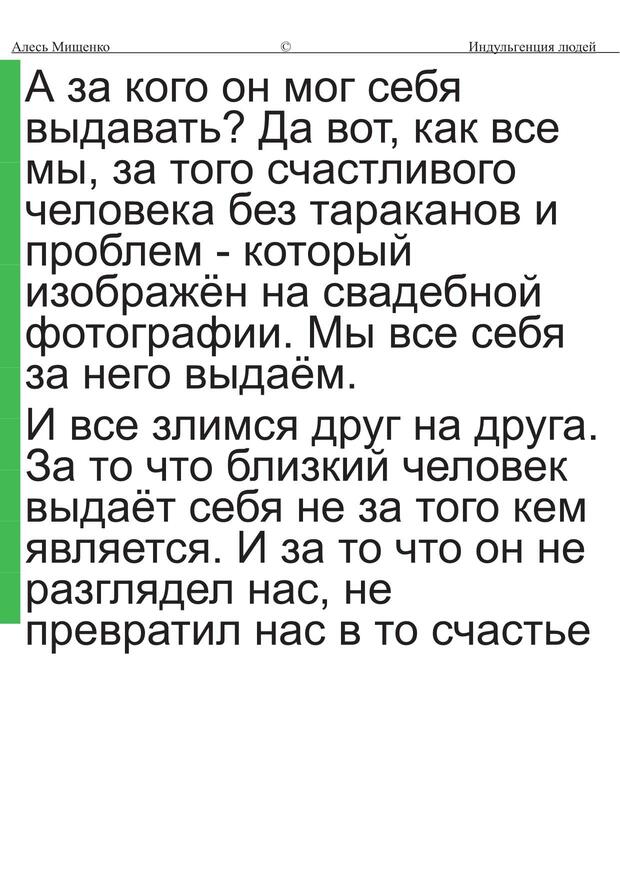 Алесь Мищенко © Индульгенция людей
А за кого он мог себя
выдавать? Да вот, как все
мы, за того счастливого
человека без тараканов и
проблем - который
изображён на свадебной
фотографии. Мы все себя
за него выдаём.
И все злимся друг на друга.
За то что близкий человек
выдаёт себя не за того кем
является. И за то что он не
разглядел нас, не
превратил нас в то счастье